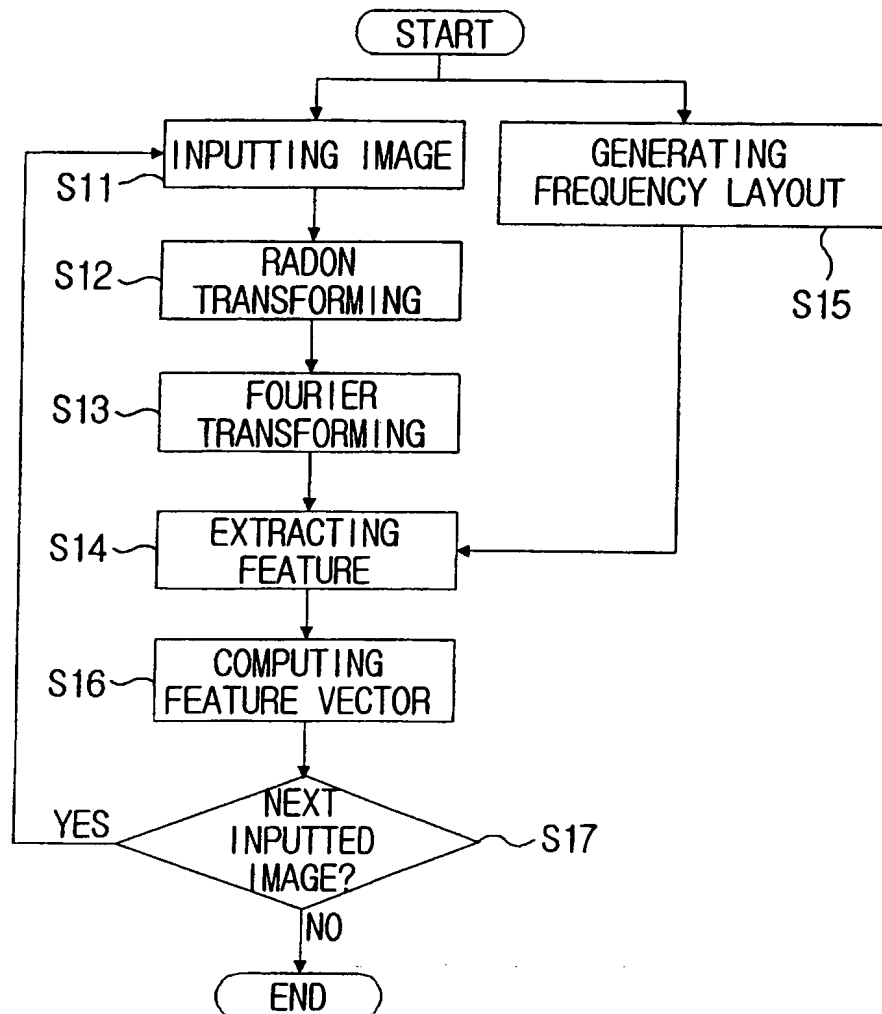 START
INPUTTING IMAGE
S11
GENERATING
FREQUENCY LAYOUT
S15
RADON
TRANSFORMING
S12
FOURIER
TRANSFORMING
S13
EXTRACTING
FEATURE
S14
COMPUTING
FEATURE VECTOR
S16
NEXT
INPUTTED
IMAGE?
YES
S17
NO
END